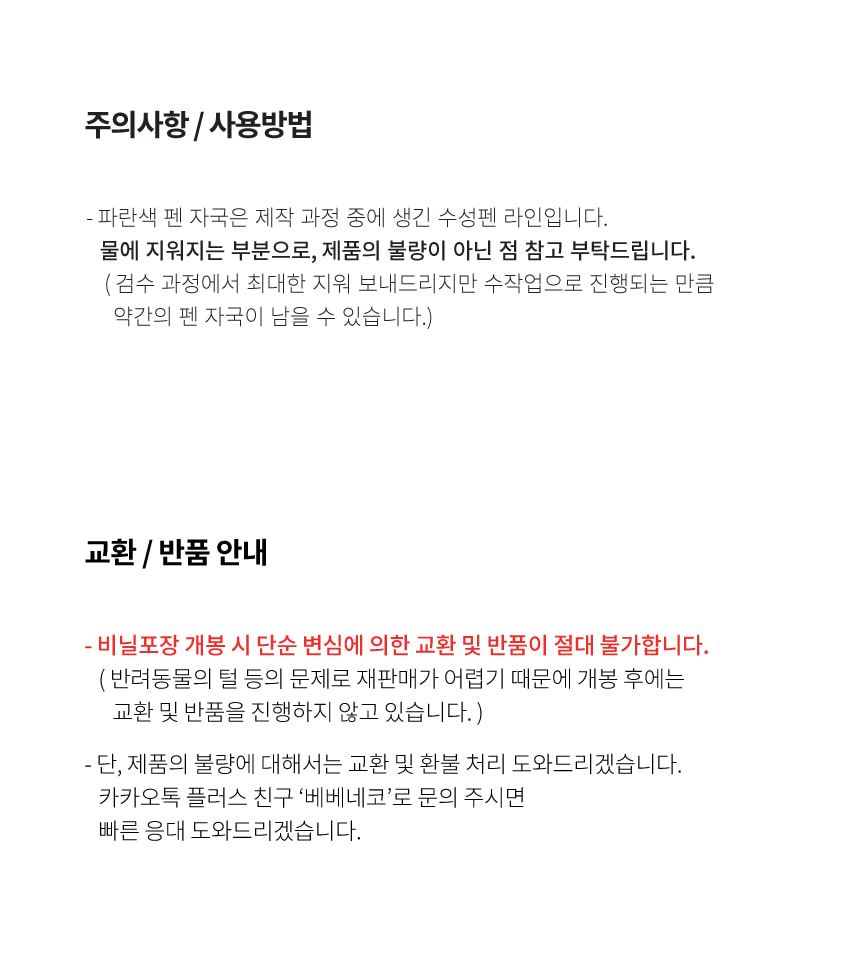 주의사항 / 사용방법
- 파란색 펜 자국은 제작 과정 중에 생긴 수성펜 라인입니다.
물에 지워지는 부분으로, 제품의 불량이 아닌 점 참고 부탁드립니다.
( 검수 과정에서 최대한 지워 보내드리지만 수작업으로 진행되는 만큼
약간의 펜 자국이 남을 수 있습니다.)
교환 / 반품 안내
- 비닐포장 개봉 시 단순 변심에 의한 교환 및 반품이 절대 불가합니다.
( 반려동물의 털 등의 문제로 재판매가 어렵기 때문에 개봉 후에는
교환 및 반품을 진행하지 않고 있습니다. )
- 단, 제품의 불량에 대해서는 교환 및 환불 처리 도와드리겠습니다.
카카오톡 플러스 친구 ‘베베네코’로 문의 주시면
빠른 응대 도와드리겠습니다.